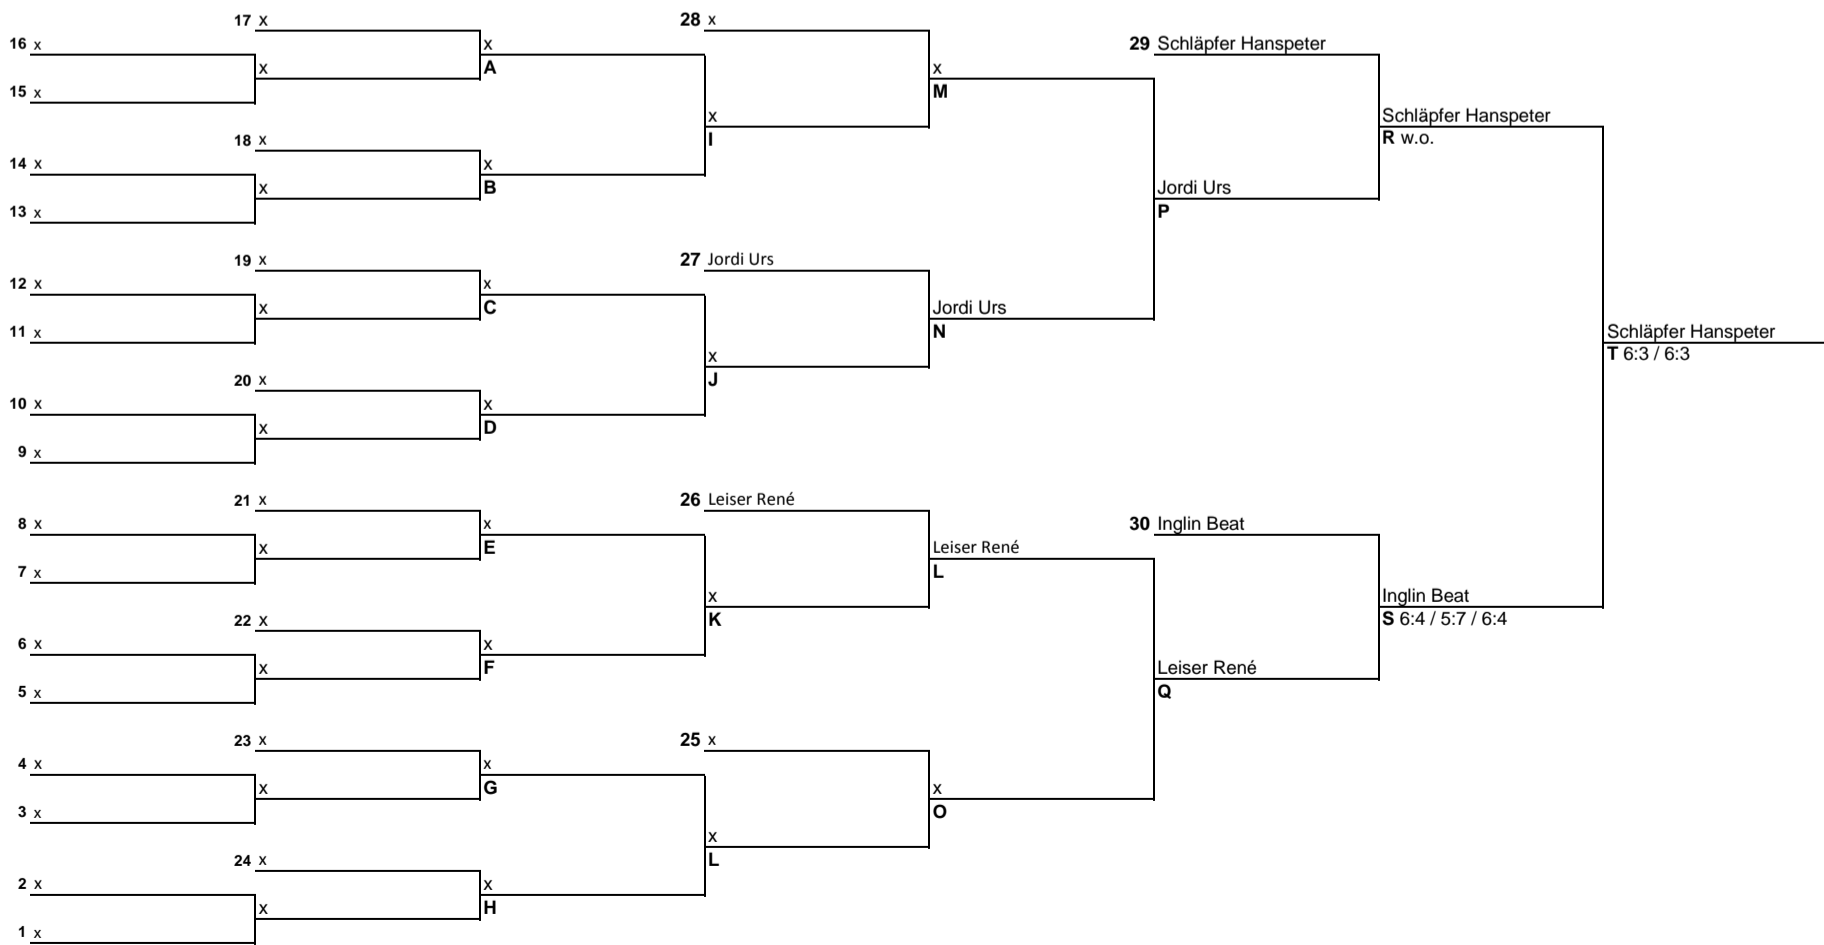 17 x
28 x
16 x
x
29 Schläpfer Hanspeter
x
A
x
15 x
M
x
Schläpfer Hanspeter
I
R w.o.
18 x
14 x
x
x
B
Jordi Urs
13 x
P
19 x
27 Jordi Urs
12 x
x
x
C
Jordi Urs
11 x
N
Schläpfer Hanspeter
x
T 6:3 / 6:3
20 x
J
10 x
x
x
D
9 x
21 x
26 Leiser René
8 x
x
30 Inglin Beat
x
E
Leiser René
7 x
L
x
Inglin Beat
22 x
K
S 6:4 / 5:7 / 6:4
6 x
x
x
F
Leiser René
5 x
Q
23 x
25 x
4 x
x
x
G
x
3 x
O
x
24 x
L
2 x
x
x
H
1 x